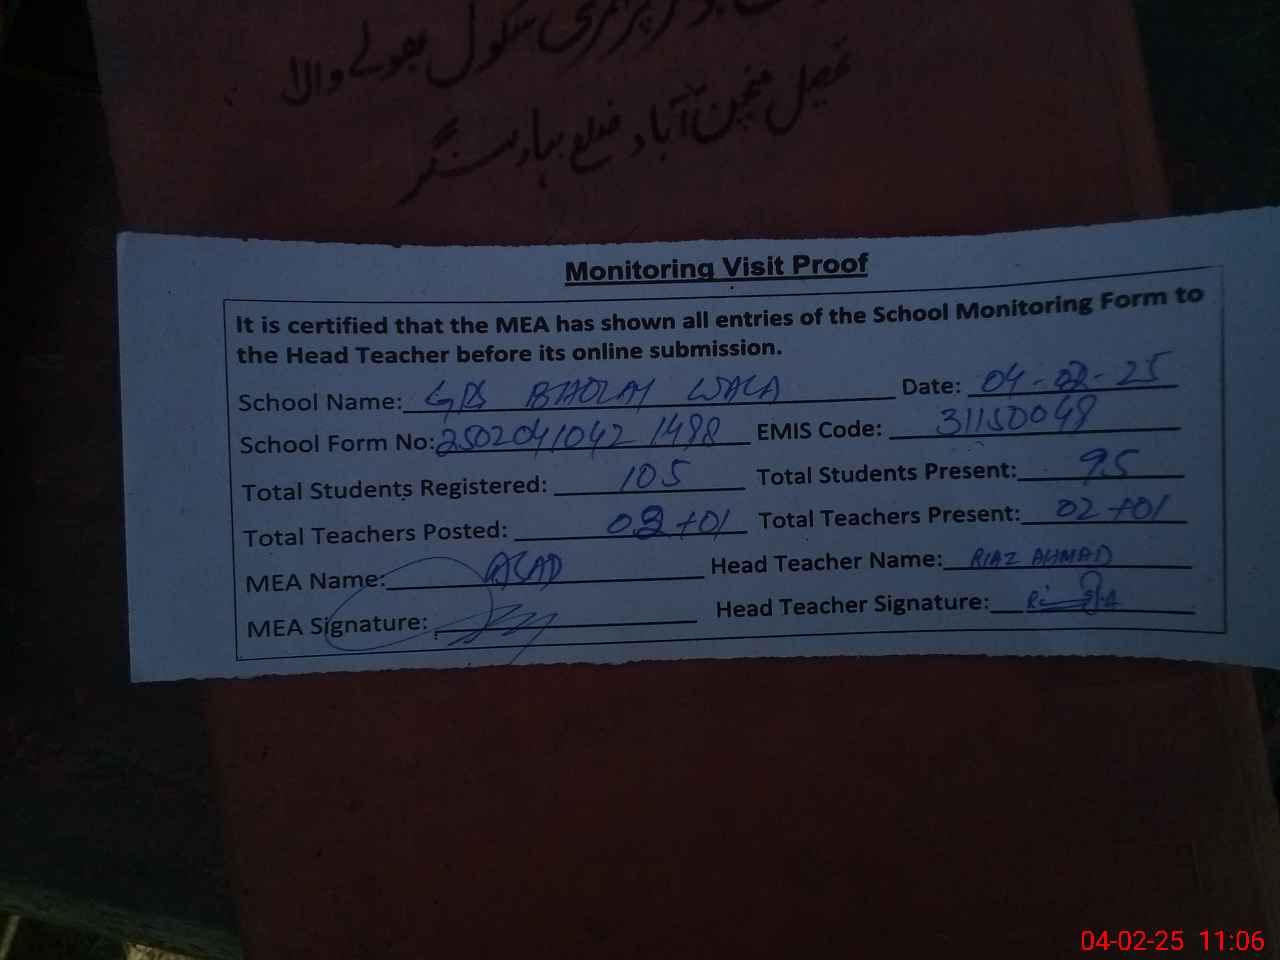 پرائمری سکول بھولے والا
تحصیل منچن آباد ضلع بہاولنگر
Monitoring Visit Proof
It is certified that the MEA has shown all entries of the School Monitoring Form to
the Head Teacher before its online submission.
School Name: GPS BHOLAY WALA Date: 04-02-25
School Form No: 2502041042 1498 EMIS Code: 31150049
Total Students Registered: 105 Total Students Present: 95
Total Teachers Posted: 02+01 Total Teachers Present: 02+01
MEA Name: Head Teacher Name: RIAZ AHMAD
MEA Signature: Head Teacher Signature:
04-02-25 11:06